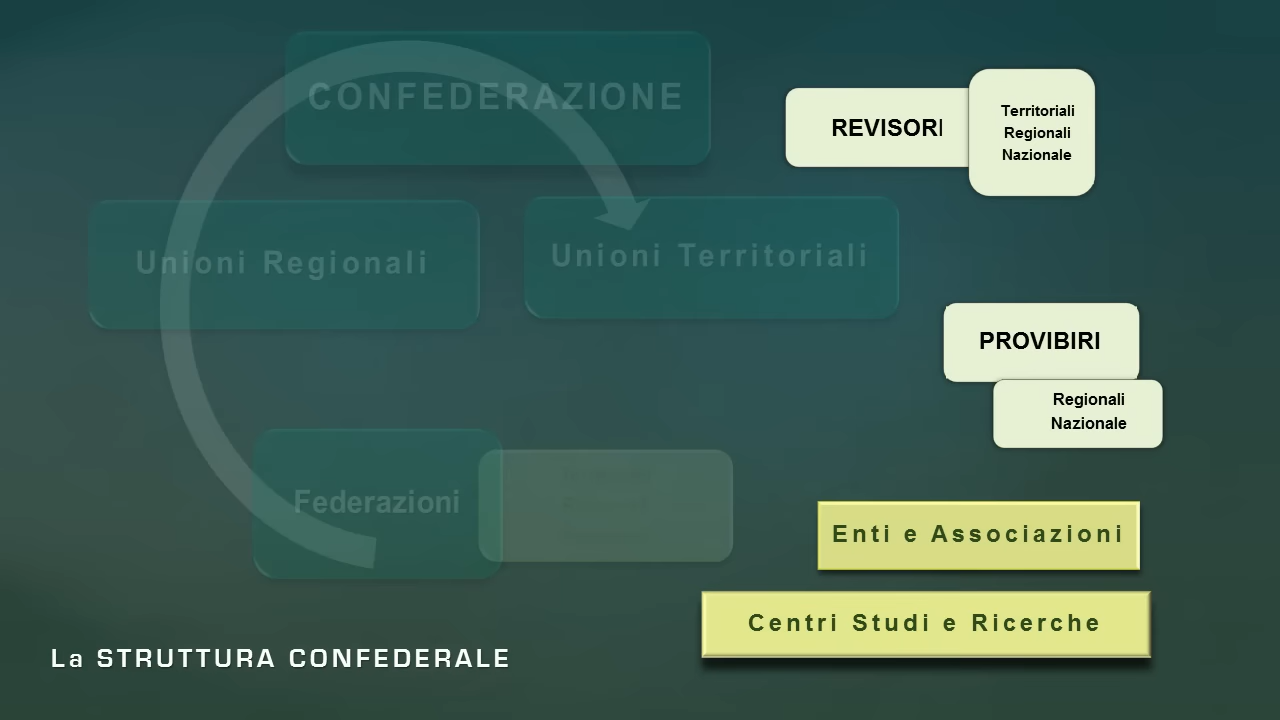 CONFEDERAZIONE
REVISORI
Territoriali
Regionali
Nazionale
Unioni Regionali
Unioni Territoriali
PROVIBIRI
Regionali
Nazionale
Federazioni
Enti e Associazioni
Centri Studi e Ricerche
La STRUTTURA CONFEDERALE